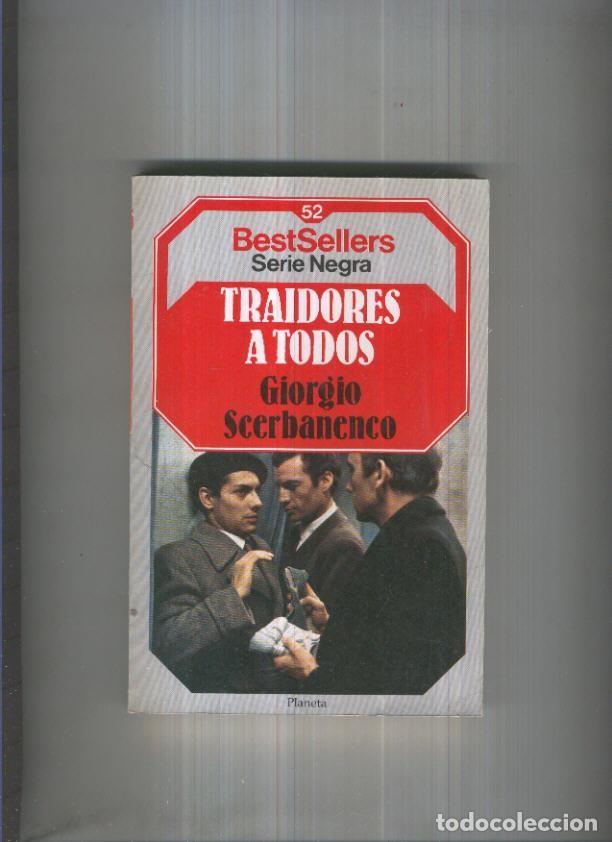 52
BestSellers
Serie Negra
TRAIDORES
A TODOS
Giorgio
Scerbanenco
Planeta
todocoleccion